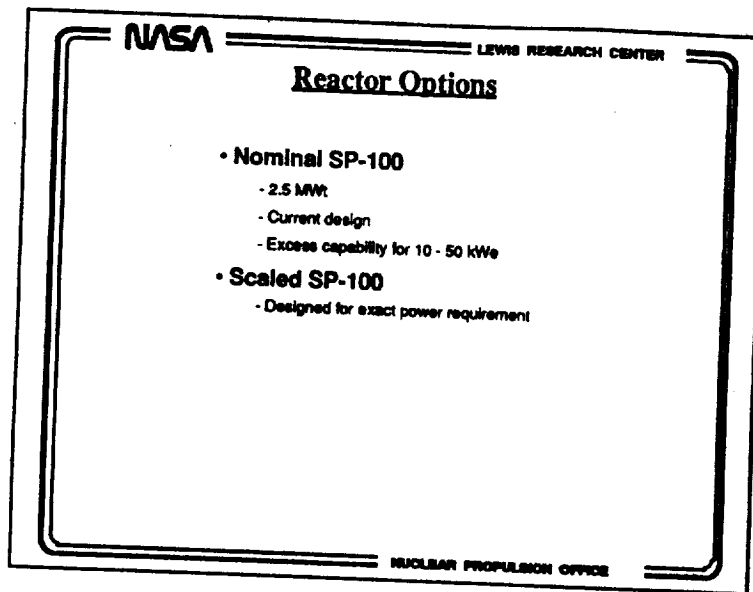 NASA
LEWIS RESEARCH CENTER
Reactor Options
• Nominal SP-100
- 2.5 MWt
- Current design
- Excess capability for 10 - 50 kWe
• Scaled SP-100
- Designed for exact power requirement
NUCLEAR PROPULSION OFFICE